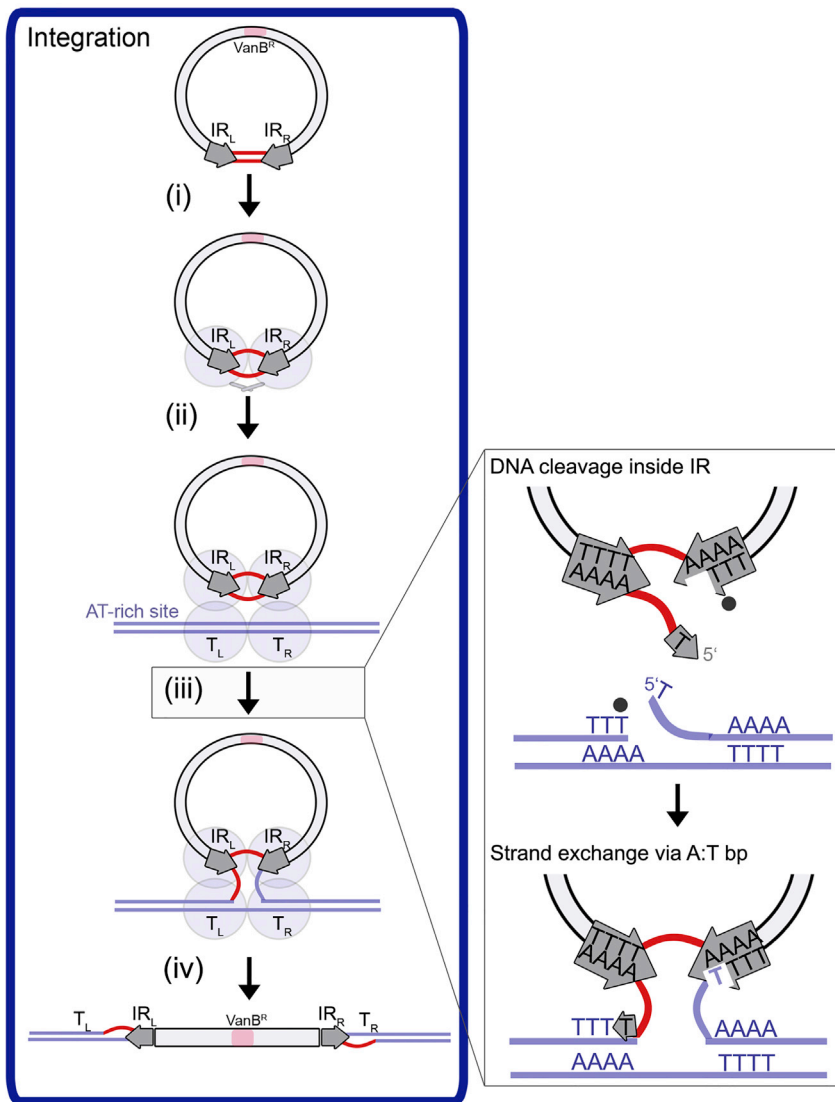 Integration
VanBᴿ
IR_L IR_R
(i)
IR_L IR_R
(ii)
IR_L IR_R
AT-rich site
T_L T_R
(iii)
IR_L IR_R
T_L T_R
(iv)
T_L IR_L VanBᴿ IR_R T_R
DNA cleavage inside IR
TTTT AAAA
AAAA TTT
T 5'
5'T
TTT AAAA
AAAA TTTT
Strand exchange via A:T bp
TTTT AAAA
AAAA T TTT
TTT T AAAA
AAAA TTTT